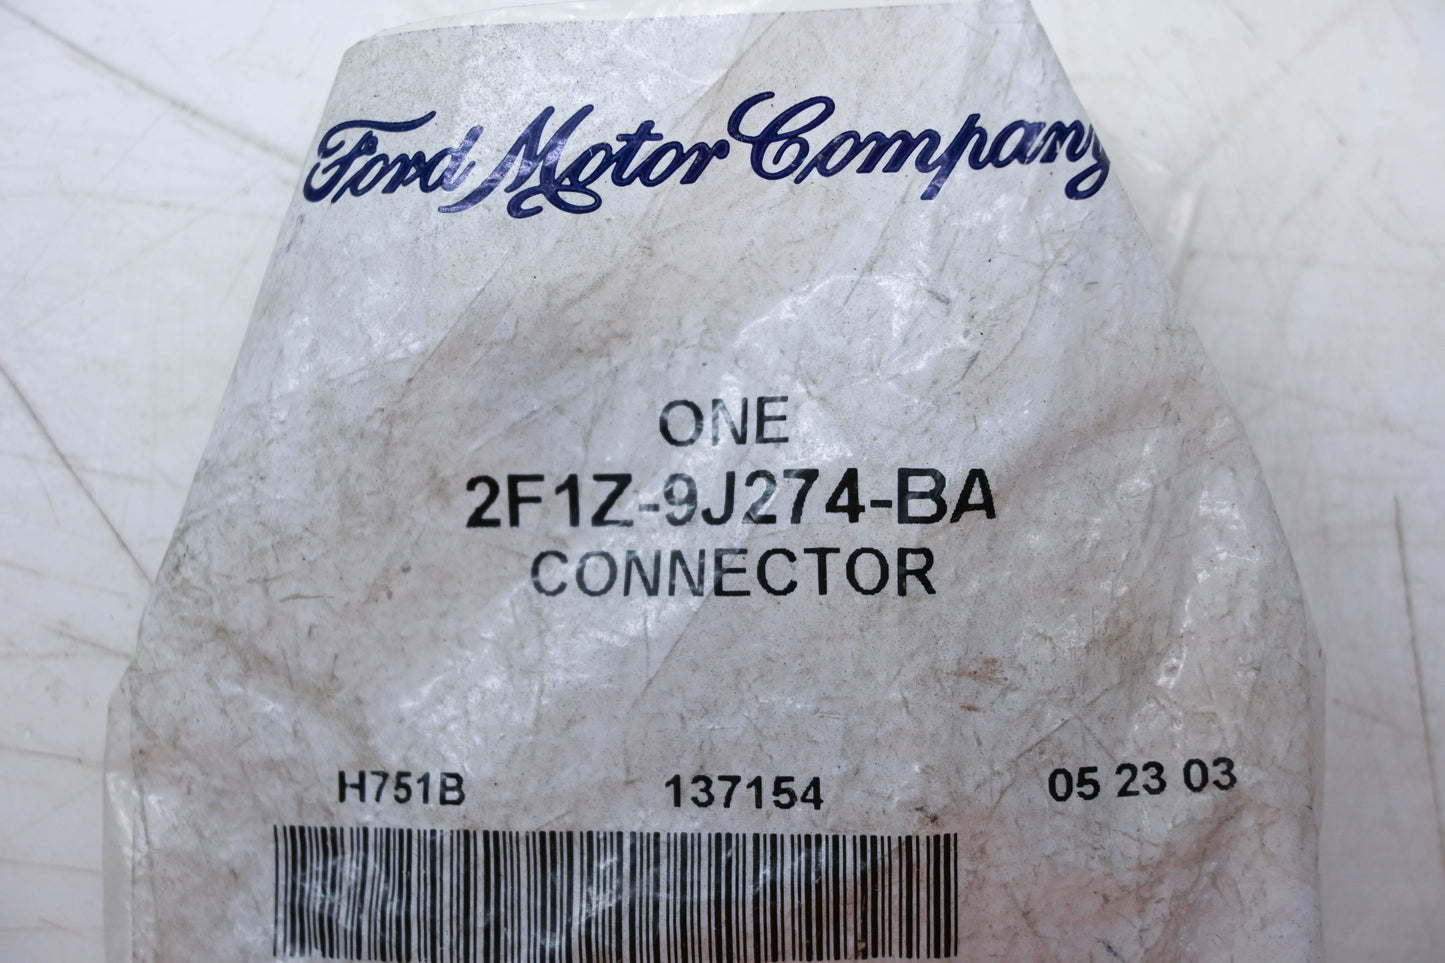 Ford Motor Company
ONE
2F1Z-9J274-BA
CONNECTOR
H751B 137154 05 23 03